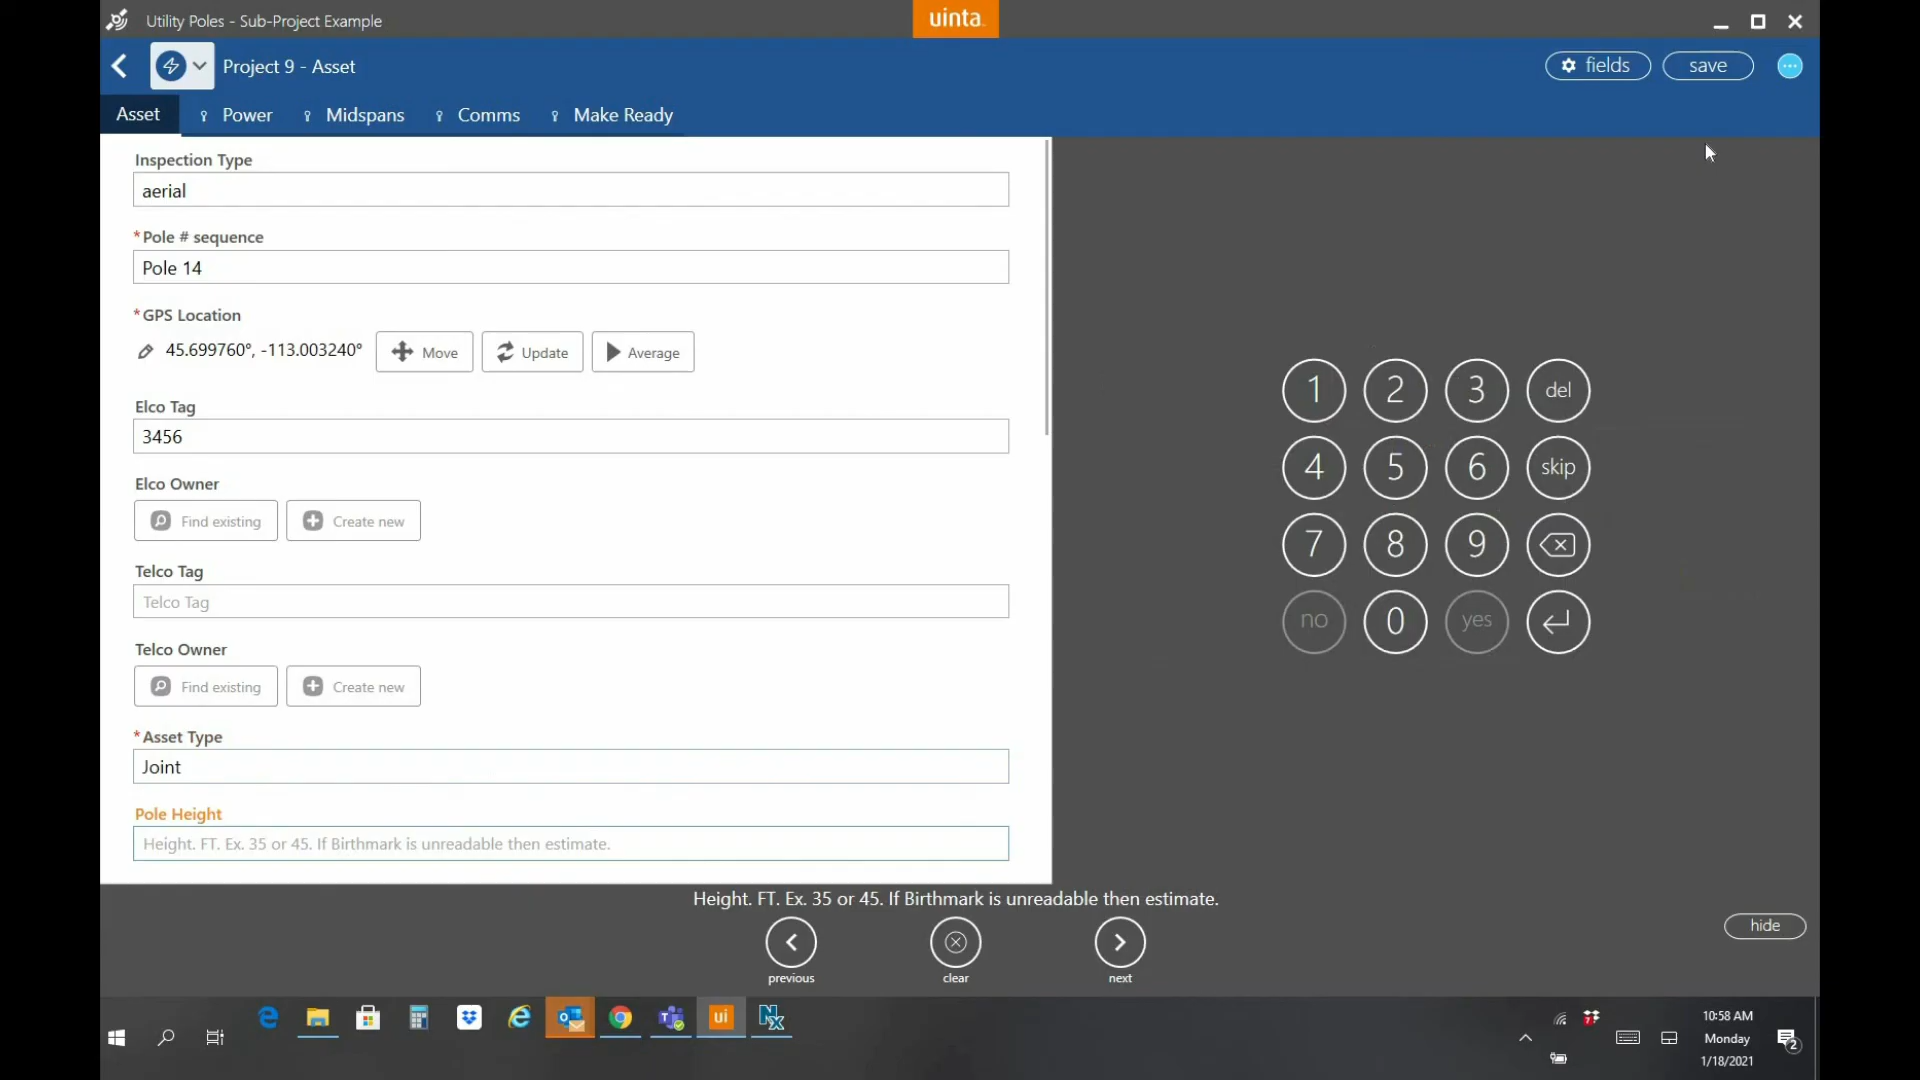 Utility Poles - Sub-Project Example
uinta
Project 9 - Asset
fields
save
Asset
Power
Midspans
Comms
Make Ready
Inspection Type
aerial
*Pole # sequence
Pole 14
*GPS Location
45.699760°, -113.003240°
Move
Update
Average
Elco Tag
3456
Elco Owner
Find existing
Create new
Telco Tag
Telco Tag
Telco Owner
Find existing
Create new
*Asset Type
Joint
Pole Height
Height. FT. Ex. 35 or 45. If Birthmark is unreadable then estimate.
1 2 3 del
4 5 6 skip
7 8 9
no 0 yes
Height. FT. Ex. 35 or 45. If Birthmark is unreadable then estimate.
previous
clear
next
hide
ui
10:58 AM
Monday
1/18/2021
2